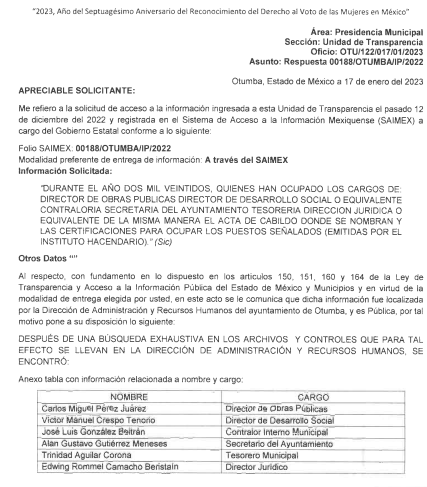 "2023, Año del Septuagésimo Aniversario del Reconocimiento del Derecho al Voto de las Mujeres en México"
Área: Presidencia Municipal
Sección: Unidad de Transparencia
Oficio: OTU/122/017/01/2023
Asunto: Respuesta 00188/OTUMBA/IP/2022
Otumba, Estado de México a 17 de enero del 2023
APRECIABLE SOLICITANTE:
Me refiero a la solicitud de acceso a la información ingresada a esta Unidad de Transparencia el pasado 12
de diciembre del 2022 y registrada en el Sistema de Acceso a la Información Mexiquense (SAIMEX) a
cargo del Gobierno Estatal conforme a lo siguiente:
Folio SAIMEX: 00188/OTUMBA/IP/2022
Modalidad preferente de entrega de información: A través del SAIMEX
Información Solicitada:
"DURANTE EL AÑO DOS MIL VEINTIDOS, QUIENES HAN OCUPADO LOS CARGOS DE:
DIRECTOR DE OBRAS PUBLICAS DIRECTOR DE DESARROLLO SOCIAL O EQUIVALENTE
CONTRALORIA SECRETARIA DEL AYUNTAMIENTO TESORERIA DIRECCION JURIDICA O
EQUIVALENTE DE LA MISMA MANERA EL ACTA DE CABILDO DONDE SE NOMBRAN Y
LAS CERTIFICACIONES PARA OCUPAR LOS PUESTOS SEÑALADOS (EMITIDAS POR EL
INSTITUTO HACENDARIO)." (Sic)
Otros Datos ""
Al respecto, con fundamento en lo dispuesto en los artículos 150, 151, 160 y 164 de la Ley de
Transparencia y Acceso a la Información Pública del Estado de México y Municipios y en virtud de la
modalidad de entrega elegida por usted, en este acto se le comunica que dicha información fue localizada
por la Dirección de Administración y Recursos Humanos del ayuntamiento de Otumba, y es Pública, por tal
motivo pone a su disposición lo siguiente:
DESPUÉS DE UNA BÚSQUEDA EXHAUSTIVA EN LOS ARCHIVOS Y CONTROLES QUE PARA TAL
EFECTO SE LLEVAN EN LA DIRECCIÓN DE ADMINISTRACIÓN Y RECURSOS HUMANOS, SE
ENCONTRÓ:
Anexo tabla con información relacionada a nombre y cargo:
NOMBRE CARGO
Carlos Miguel Pérez Juárez Director de Obras Públicas
Víctor Manuel Crespo Tenorio Director de Desarrollo Social
José Luis González Beltrán Contralor Interno Municipal
Alan Gustavo Gutiérrez Meneses Secretario del Ayuntamiento
Trinidad Aguilar Corona Tesorero Municipal
Edwing Rommel Camacho Beristain Director Jurídico